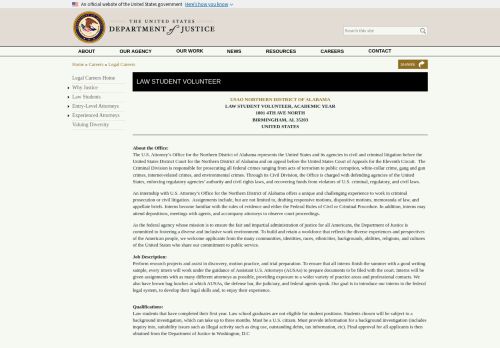 An official website of the United States government Here's how you know
THE UNITED STATES
DEPARTMENT of JUSTICE
Search this site
ABOUT OUR AGENCY OUR WORK NEWS RESOURCES CAREERS CONTACT
Home » Careers » Legal Careers
SHARE
Legal Careers Home
Why Justice
Law Students
Entry-Level Attorneys
Experienced Attorneys
Valuing Diversity
LAW STUDENT VOLUNTEER
USAO NORTHERN DISTRICT OF ALABAMA
LAW STUDENT VOLUNTEER, ACADEMIC YEAR
1801 4TH AVE NORTH
BIRMINGHAM, AL 35203
UNITED STATES
About the Office:
The U.S. Attorney's Office for the Northern District of Alabama represents the United States and its agencies in civil and criminal litigation before the
United States District Court for the Northern District of Alabama and on appeal before the United States Court of Appeals for the Eleventh Circuit. The
Criminal Division is responsible for prosecuting all federal crimes ranging from acts of terrorism to public corruption, white-collar crime, gang and gun
crimes, internet-related crimes, and environmental crimes. Through its Civil Division, the Office is charged with defending agencies of the United
States, enforcing regulatory agencies' authority and civil rights laws, and recovering funds from violators of U.S. criminal, regulatory, and civil laws.
An internship with U.S. Attorney's Office for the Northern District of Alabama offers a unique and challenging experience to work in criminal
prosecution or civil litigation. Assignments include, but are not limited to, drafting responsive motions, dispositive motions, memoranda of law, and
appellate briefs. Interns become familiar with the rules of evidence and either the Federal Rules of Civil or Criminal Procedure. In addition, interns may
attend depositions, meetings with agents, and accompany attorneys to observe court proceedings.
As the federal agency whose mission is to ensure the fair and impartial administration of justice for all Americans, the Department of Justice is
committed to fostering a diverse and inclusive work environment. To build and retain a workforce that reflects the diverse experiences and perspectives
of the American people, we welcome applicants from the many communities, identities, races, ethnicities, backgrounds, abilities, religions, and cultures
of the United States who share our commitment to public service.
Job Description:
Perform research projects and assist in discovery, motion practice, and trial preparation. To ensure that all interns finish the summer with a good writing
sample, every intern will work under the guidance of Assistant U.S. Attorneys (AUSAs) to prepare documents to be filed with the court. Interns will be
given assignments with as many different attorneys as possible, providing exposure to a wider variety of practice areas and professional contacts. We
also have brown bag lunches at which AUSAs, the defense bar, the judiciary, and federal agents speak. Our goal is to introduce our interns to the federal
legal system, to develop their legal skills and, to enjoy their experience.
Qualifications:
Law students that have completed their first year. Law school graduates are not eligible for student positions. Students chosen will be subject to a
background investigation, which can take up to three months. Must be a U.S. citizen. Must provide information for a background investigation (includes
inquiry into, suitability issues such as illegal activity such as drug use, outstanding debts, tax information, etc). Final approval for all applicants is then
obtained from the Department of Justice in Washington, D.C